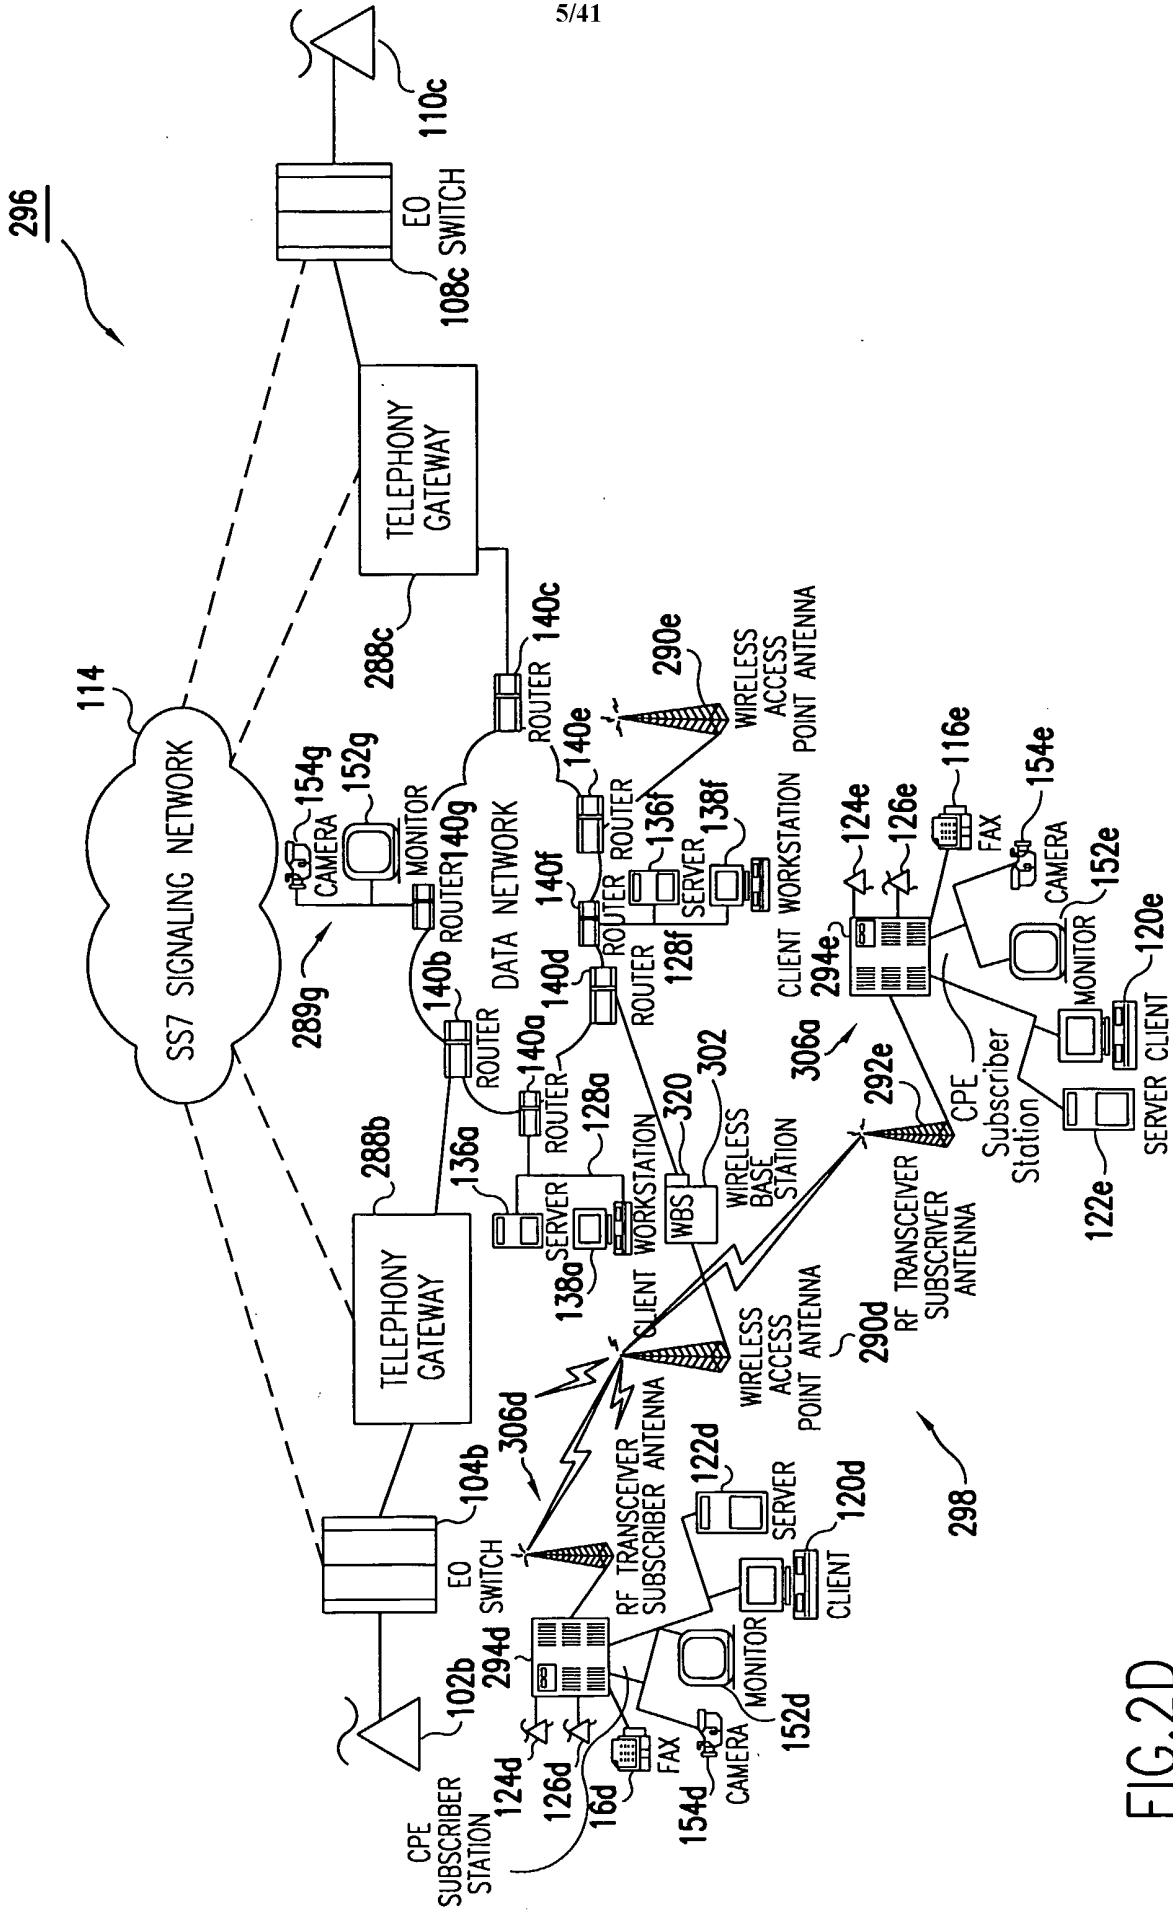 5/41
296
114
SS7 SIGNALING NETWORK
110c
EO
SWITCH
108c
TELEPHONY
GATEWAY
288c
140c
ROUTER
154g
CAMERA
152g
MONITOR
140g
ROUTER
289g
DATA NETWORK
140b
ROUTER
288b
TELEPHONY
GATEWAY
104b
EO
SWITCH
102b
140a
ROUTER
136a
SERVER
128a
138a
CLIENT WORKSTATION
140d
ROUTER
140f
ROUTER
140e
ROUTER
136f
SERVER
138f
128f
CLIENT WORKSTATION
290e
WIRELESS
ACCESS
POINT ANTENNA
320
302
WBS
WIRELESS
BASE
STATION
WIRELESS
ACCESS
POINT ANTENNA
290d
306d
RF TRANSCEIVER
SUBSCRIBER ANTENNA
294d
CPE
SUBSCRIBER
STATION
124d
126d
16d
FAX
154d
CAMERA
152d
MONITOR
122d
SERVER
120d
CLIENT
298
292e
RF TRANSCEIVER
SUBSCRIVER
ANTENNA
306a
294e
CPE
Subscriber
Station
124e
126e
116e
FAX
154e
CAMERA
152e
MONITOR
120e
CLIENT
122e
SERVER
FIG.2D